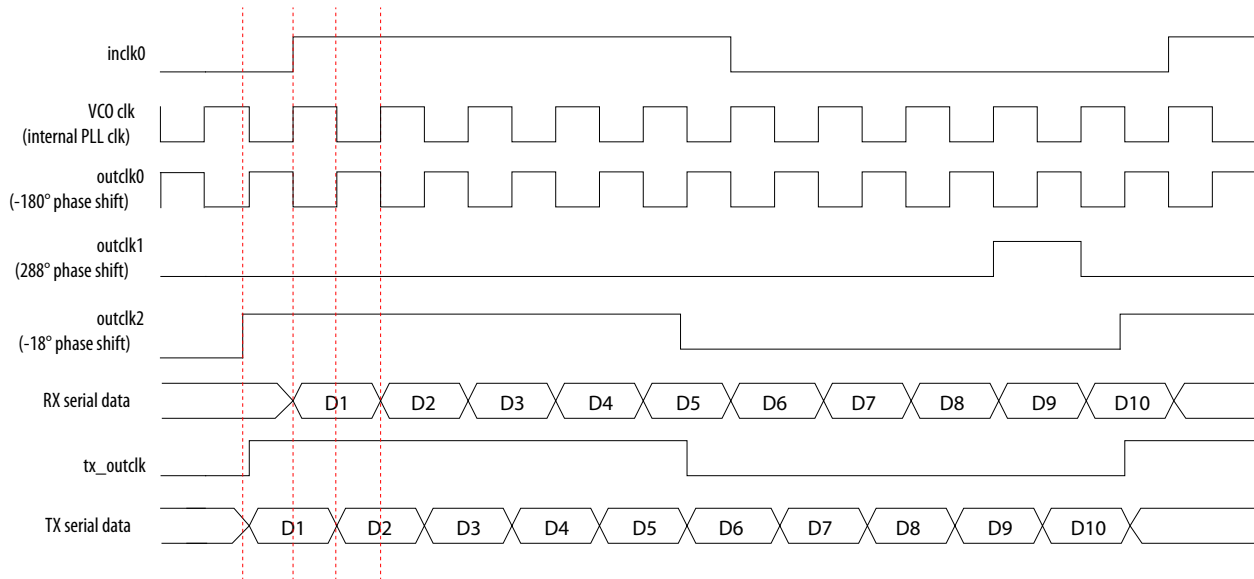 inclk0
VCO clk
(internal PLL clk)
outclk0
(-180° phase shift)
outclk1
(288° phase shift)
outclk2
(-18° phase shift)
RX serial data
D1 D2 D3 D4 D5 D6 D7 D8 D9 D10
tx_outclk
TX serial data
D1 D2 D3 D4 D5 D6 D7 D8 D9 D10